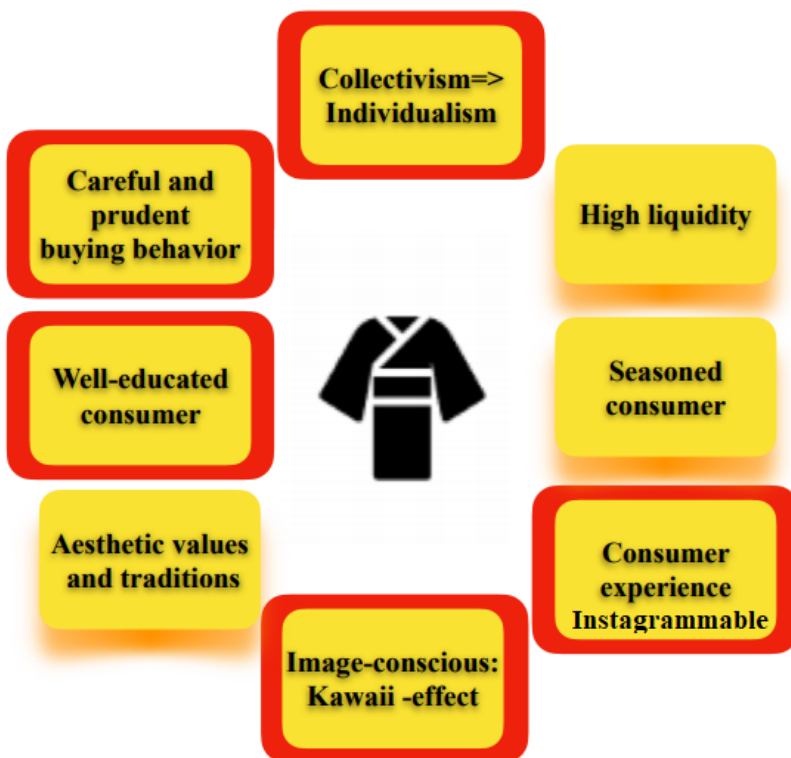 Collectivism=>
Individualism
Careful and
prudent
buying behavior
High liquidity
Well-educated
consumer
Seasoned
consumer
Aesthetic values
and traditions
Consumer
experience
Instagrammable
Image-conscious:
Kawaii -effect